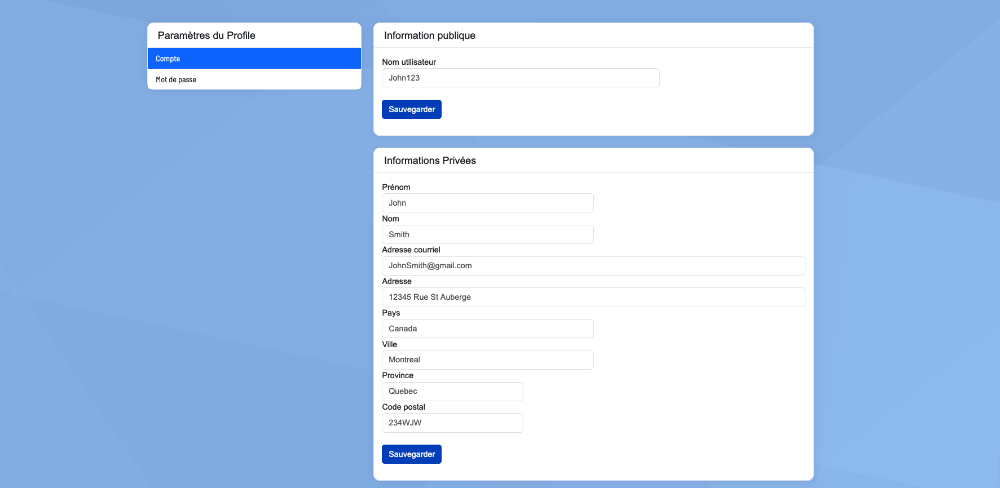 Paramètres du Profile
Compte
Mot de passe
Information publique
Nom utilisateur
John123
Sauvegarder
Informations Privées
Prénom
John
Nom
Smith
Adresse courriel
JohnSmith@gmail.com
Adresse
12345 Rue St Auberge
Pays
Canada
Ville
Montreal
Province
Quebec
Code postal
234WJW
Sauvegarder